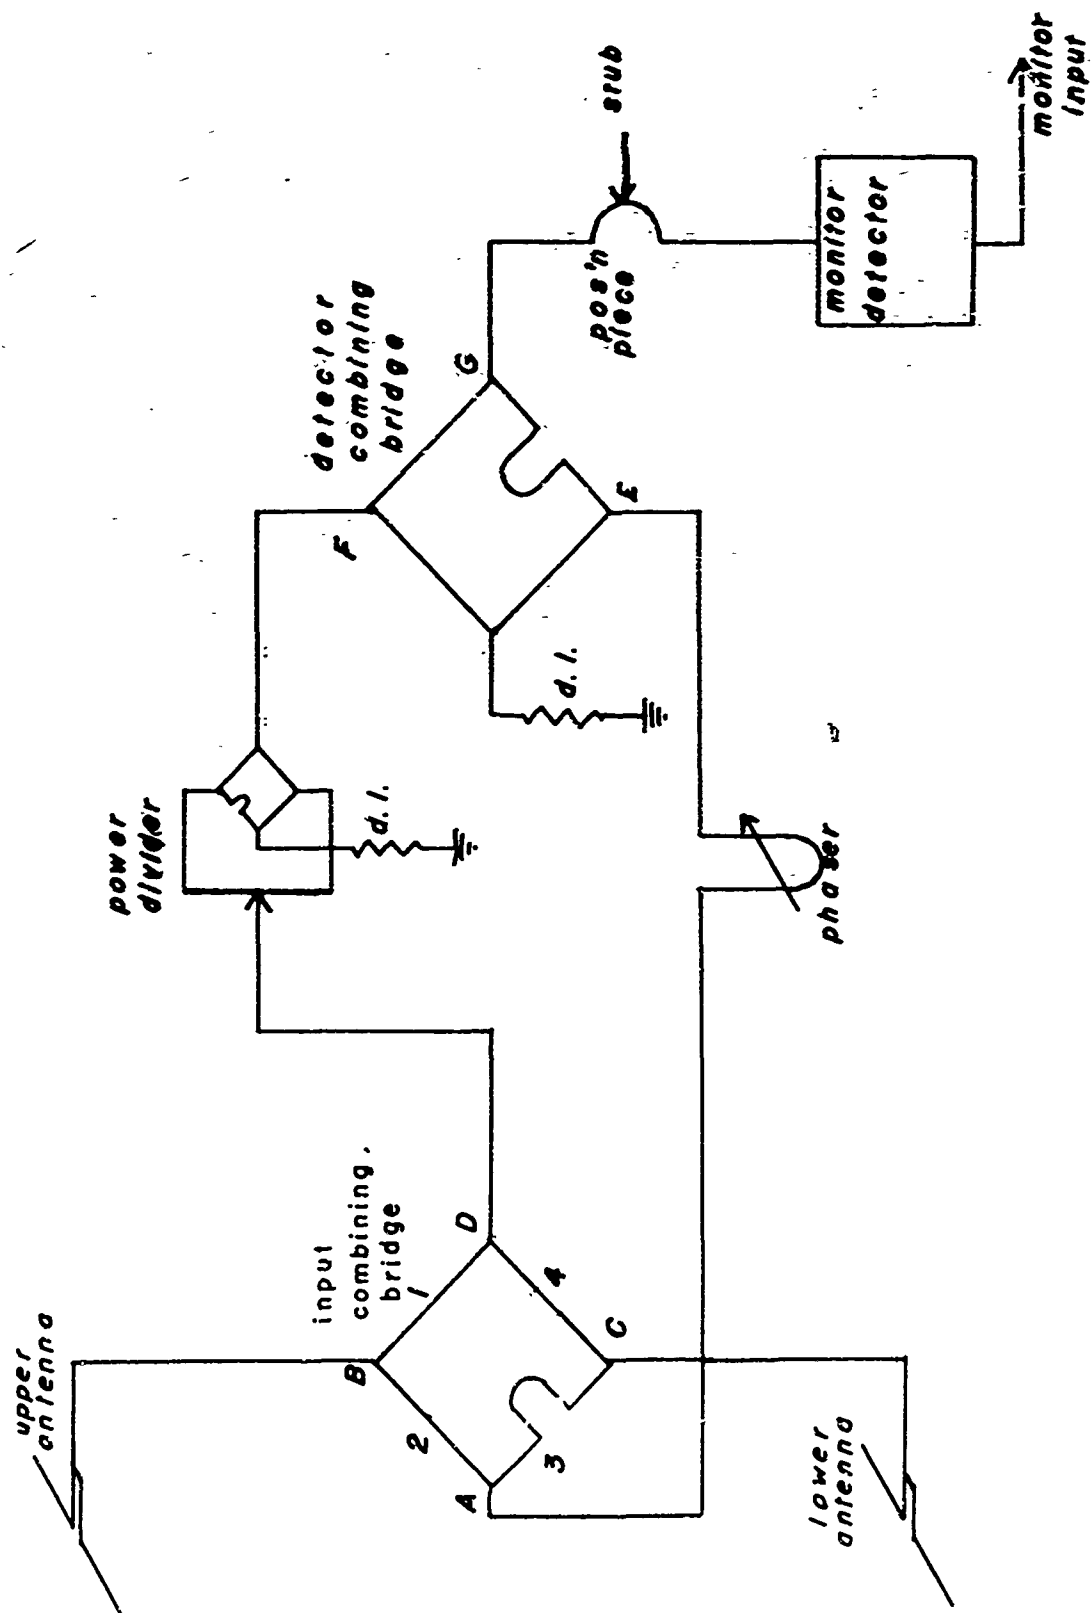 upper
antenna
lower
antenna
A
B
C
D
1
2
3
4
input
combining
bridge
power
divider
d.l.
phaser
detector
combining
bridge
F
E
G
d.l.
pos'n
piece
srub
monitor
detector
monitor
input